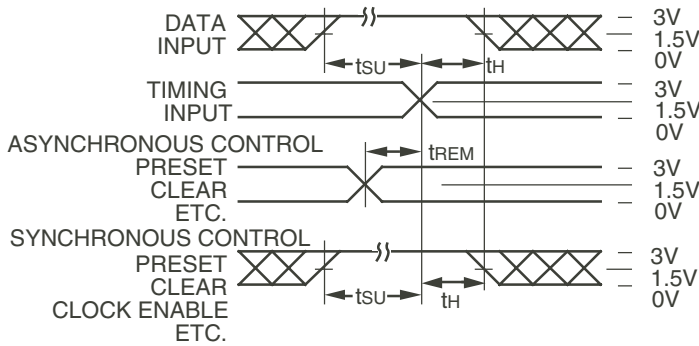 DATA
INPUT
tSU
tH
3V
1.5V
0V
TIMING
INPUT
3V
1.5V
0V
ASYNCHRONOUS CONTROL
PRESET
CLEAR
ETC.
tREM
3V
1.5V
0V
SYNCHRONOUS CONTROL
PRESET
CLEAR
CLOCK ENABLE
ETC.
tSU
tH
3V
1.5V
0V